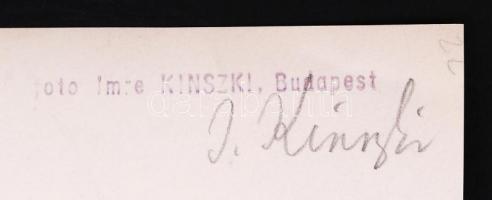 foto Imre KINSZKI, Budapest
I. Kinszki